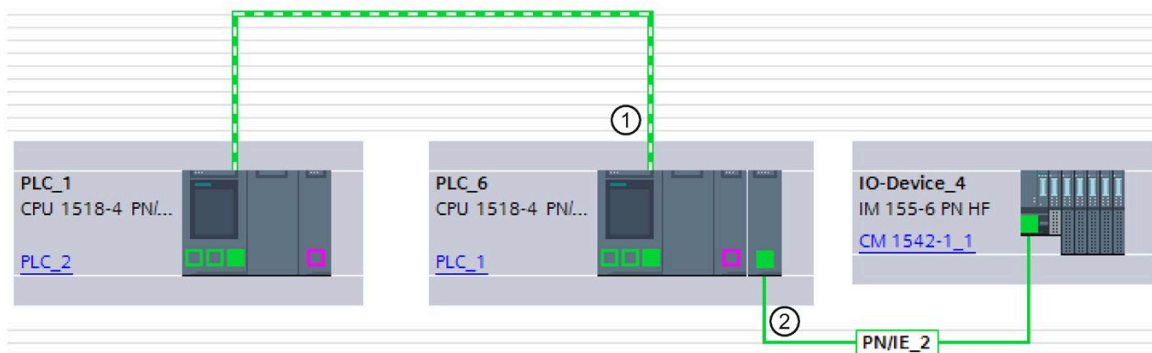 ①
PLC_1
CPU 1518-4 PN/...
PLC_2
PLC_6
CPU 1518-4 PN/...
PLC_1
IO-Device_4
IM 155-6 PN HF
CM 1542-1_1
②
PN/IE_2